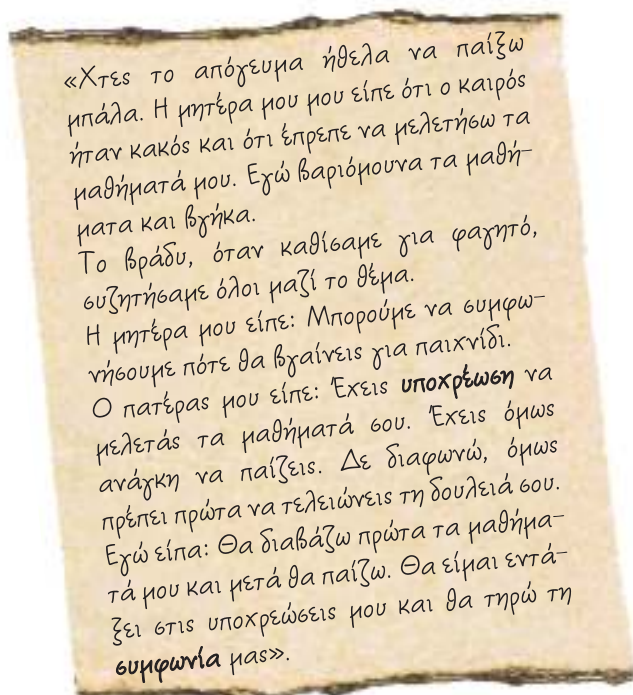 «Χτες το απόγευμα ήθελα να παίξω
μπάλα. Η μητέρα μου μου είπε ότι ο καιρός
ήταν κακός και ότι έπρεπε να μελετήσω τα
μαθήματά μου. Εγώ βαριόμουνα τα μαθή-
ματα και βγήκα.
Το βράδυ, όταν καθίσαμε για φαγητό,
συζητήσαμε όλοι μαζί το θέμα.
Η μητέρα μου είπε: Μπορούμε να συμφω-
νήσουμε πότε θα βγαίνεις για παιχνίδι.
Ο πατέρας μου είπε: Έχεις υποχρέωση να
μελετάς τα μαθήματά σου. Έχεις όμως
ανάγκη να παίζεις. Δε διαφωνώ, όμως
πρέπει πρώτα να τελειώνεις τη δουλειά σου.
Εγώ είπα: Θα διαβάζω πρώτα τα μαθήμα-
τά μου και μετά θα παίζω. Θα είμαι εντά-
ξει στις υποχρεώσεις μου και θα τηρώ τη
συμφωνία μας».